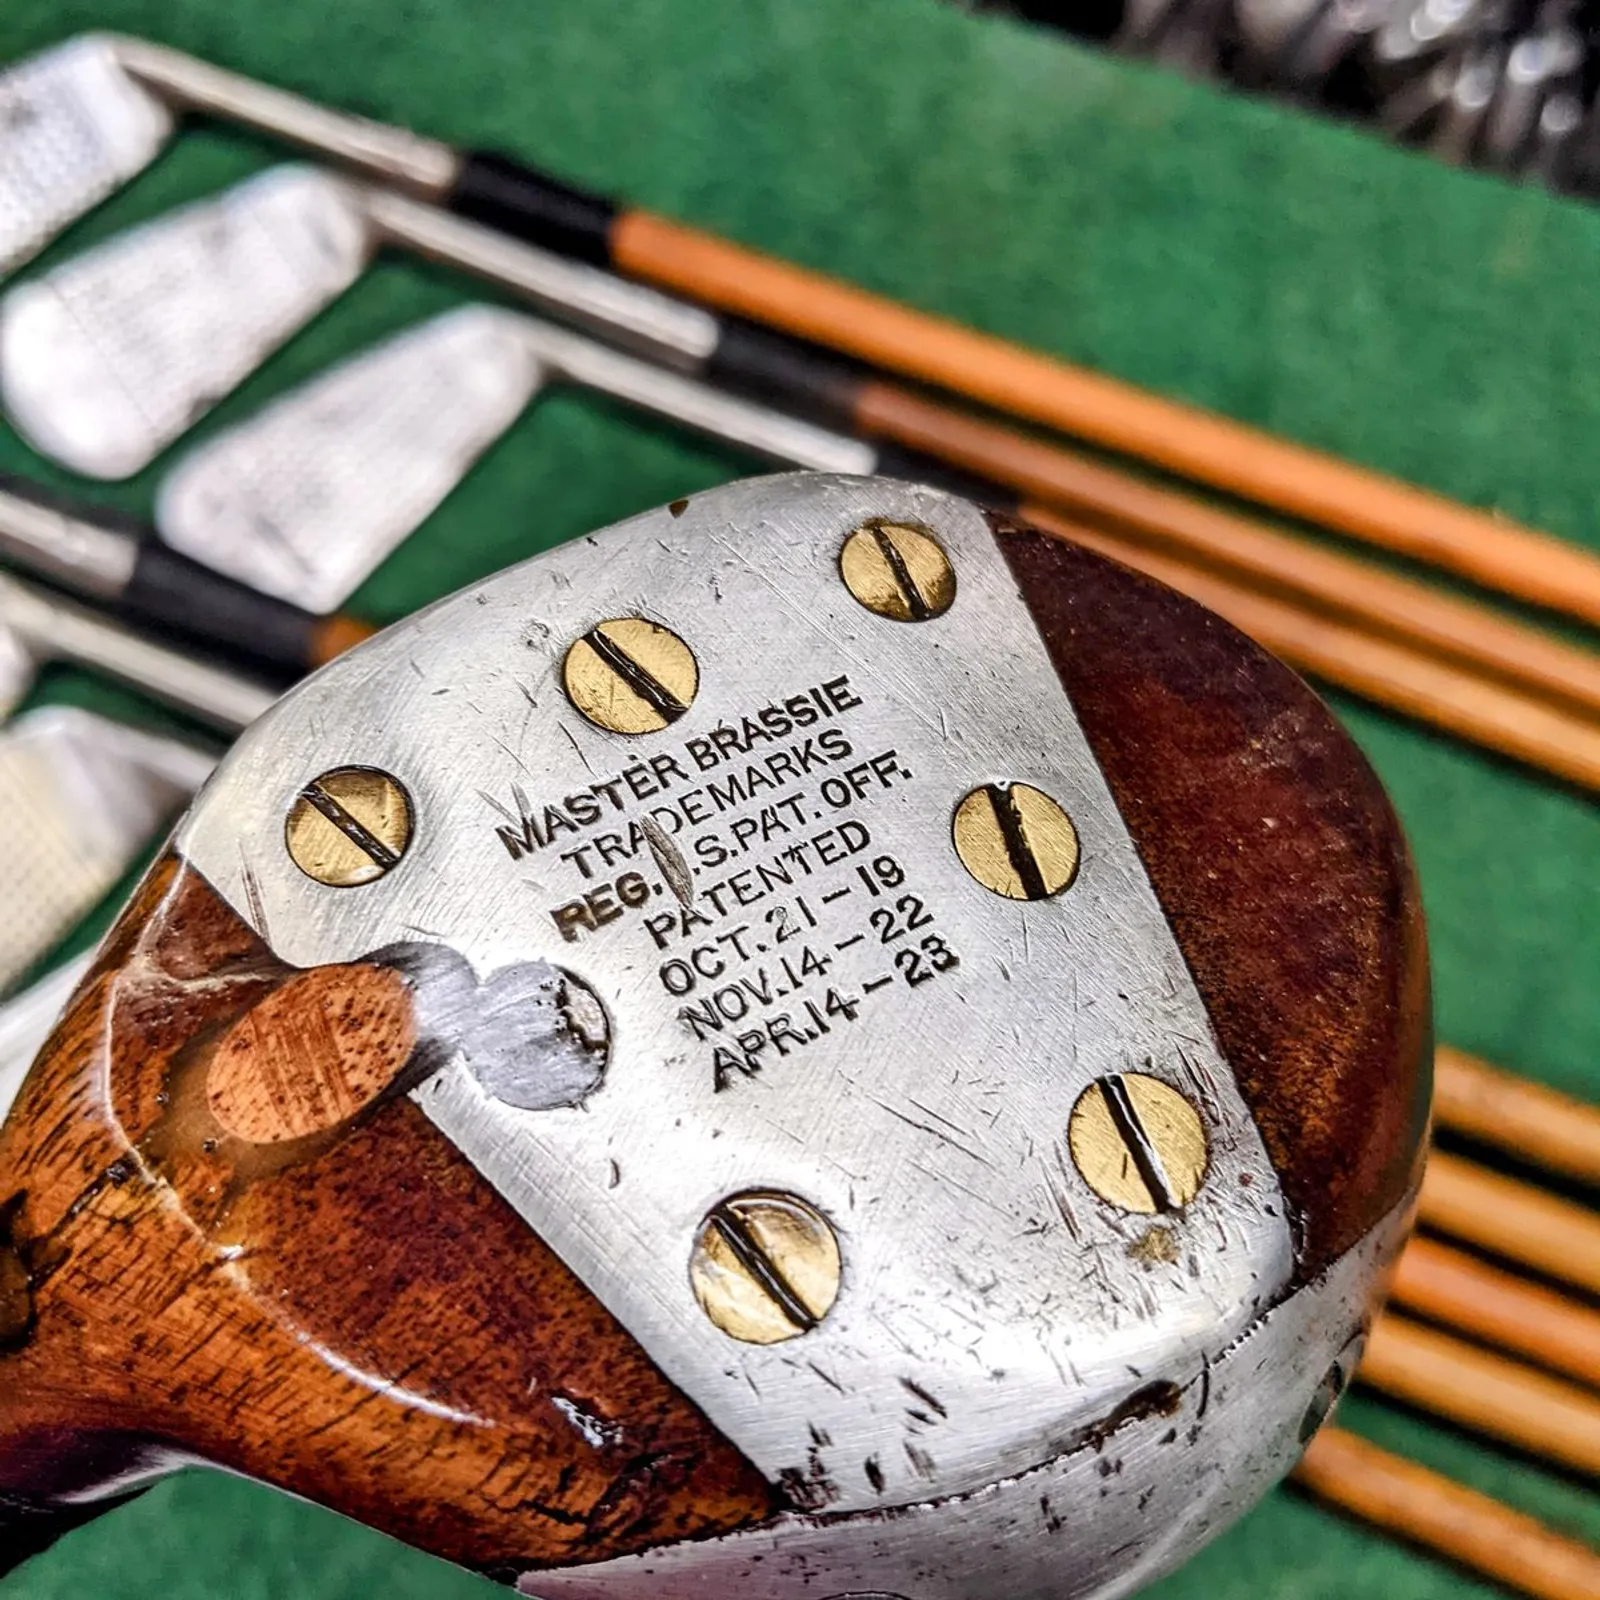 MASTER BRASSIE
TRADEMARKS
REG. .S.PAT. OFF.
PATENTED
OCT. 21-19
NOV. 14-22
APR. 14-23